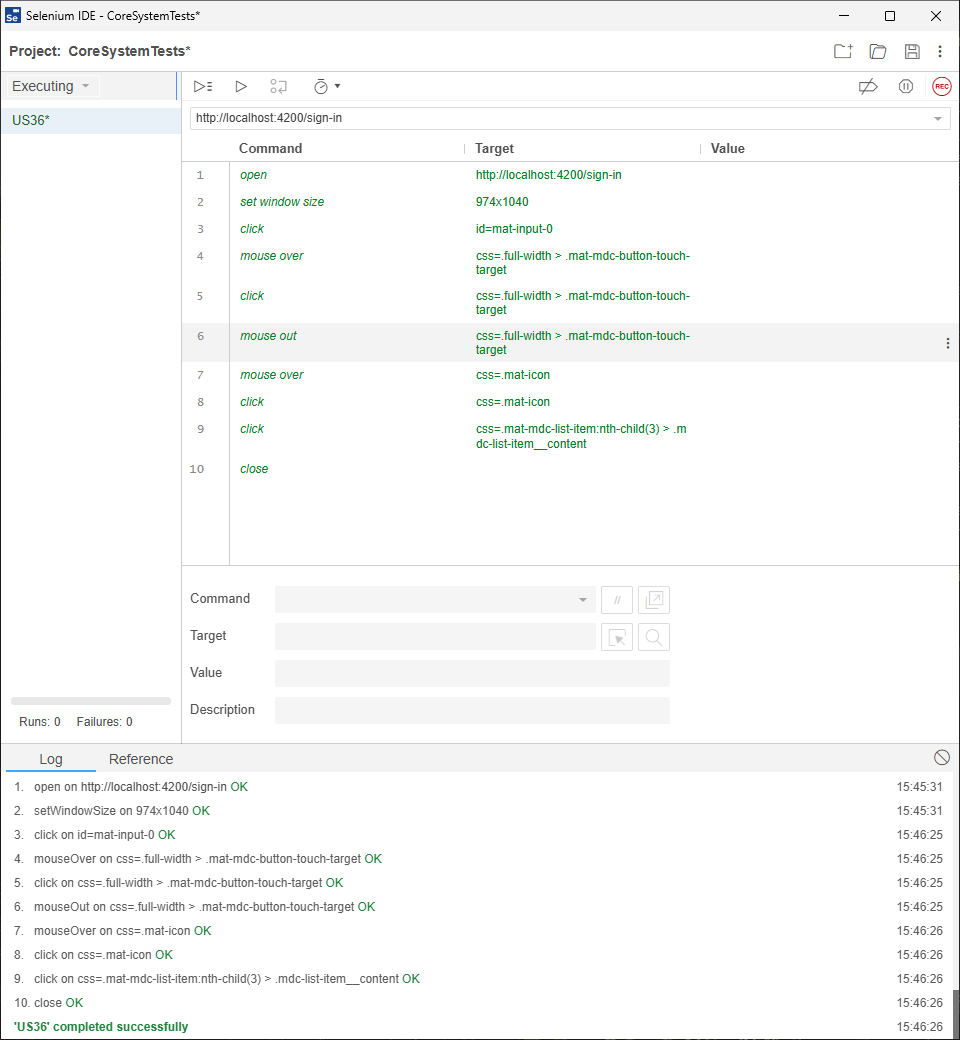 Se Selenium IDE - CoreSystemTests*
Project: CoreSystemTests*
Executing
US36*
REC
http://localhost:4200/sign-in
Command Target Value
1 open http://localhost:4200/sign-in
2 set window size 974x1040
3 click id=mat-input-0
4 mouse over css=.full-width > .mat-mdc-button-touch-
target
5 click css=.full-width > .mat-mdc-button-touch-
target
6 mouse out css=.full-width > .mat-mdc-button-touch-
target
7 mouse over css=.mat-icon
8 click css=.mat-icon
9 click css=.mat-mdc-list-item:nth-child(3) > .m
dc-list-item__content
10 close
Command //
Target
Value
Description
Runs: 0 Failures: 0
Log Reference
1. open on http://localhost:4200/sign-in OK 15:45:31
2. setWindowSize on 974x1040 OK 15:45:31
3. click on id=mat-input-0 OK 15:46:25
4. mouseOver on css=.full-width > .mat-mdc-button-touch-target OK 15:46:25
5. click on css=.full-width > .mat-mdc-button-touch-target OK 15:46:25
6. mouseOut on css=.full-width > .mat-mdc-button-touch-target OK 15:46:25
7. mouseOver on css=.mat-icon OK 15:46:26
8. click on css=.mat-icon OK 15:46:26
9. click on css=.mat-mdc-list-item:nth-child(3) > .mdc-list-item__content OK 15:46:26
10. close OK 15:46:26
'US36' completed successfully 15:46:26